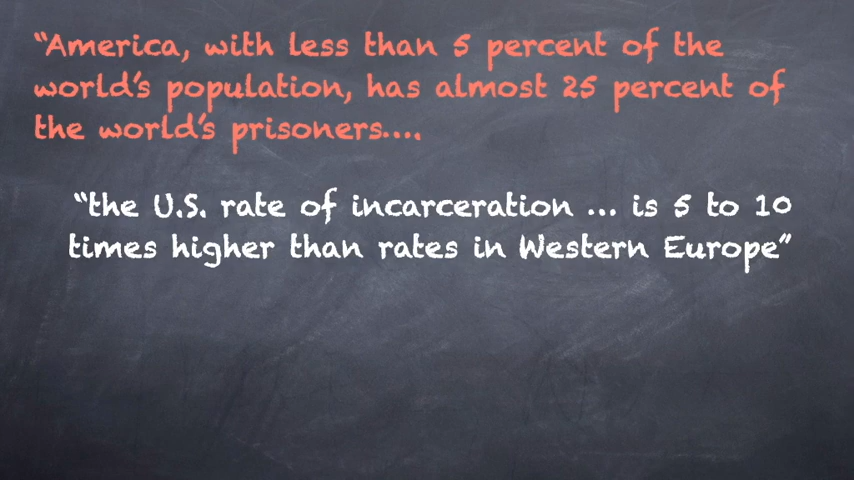 “America, with less than 5 percent of the
world’s population, has almost 25 percent of
the world’s prisoners....
“the U.S. rate of incarceration ... is 5 to 10
times higher than rates in Western Europe”